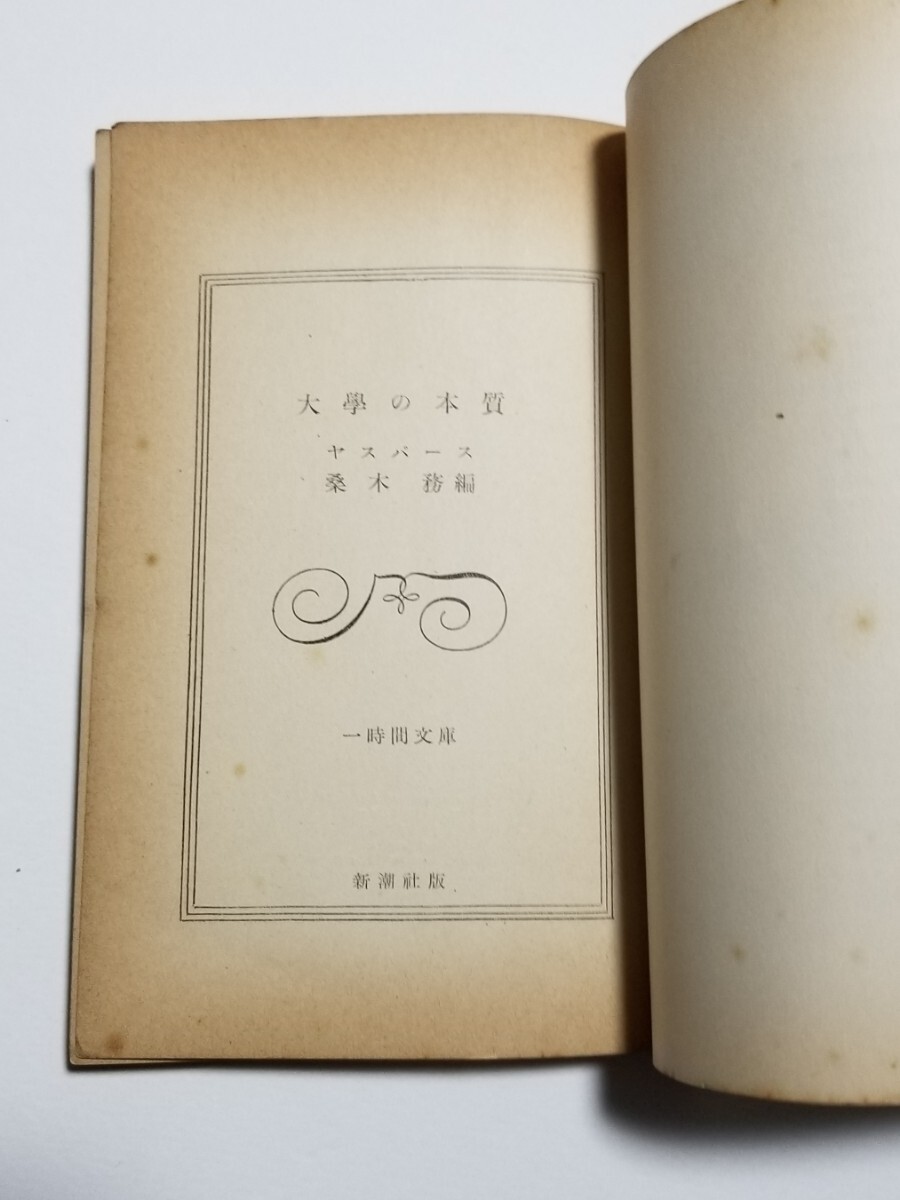 大學の本質
ヤスパース
桑木 務編
一時間文庫
新潮社版